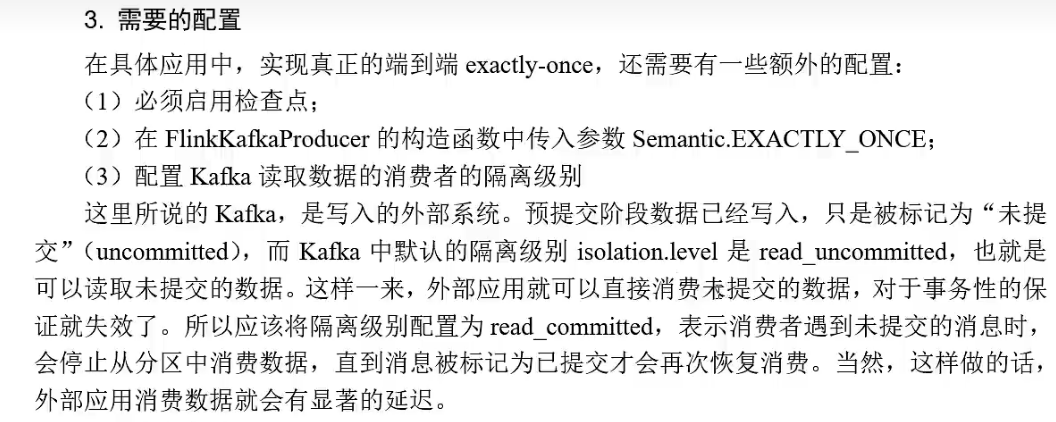 3. 需要的配置
在具体应用中，实现真正的端到端 exactly-once，还需要有一些额外的配置：
（1）必须启用检查点；
（2）在 FlinkKafkaProducer 的构造函数中传入参数 Semantic.EXACTLY_ONCE；
（3）配置 Kafka 读取数据的消费者的隔离级别
这里所说的 Kafka，是写入的外部系统。预提交阶段数据已经写入，只是被标记为“未提
交”（uncommitted），而 Kafka 中默认的隔离级别 isolation.level 是 read_uncommitted，也就是
可以读取未提交的数据。这样一来，外部应用就可以直接消费未提交的数据，对于事务性的保
证就失效了。所以应该将隔离级别配置为 read_committed，表示消费者遇到未提交的消息时，
会停止从分区中消费数据，直到消息被标记为已提交才会再次恢复消费。当然，这样做的话，
外部应用消费数据就会有显著的延迟。